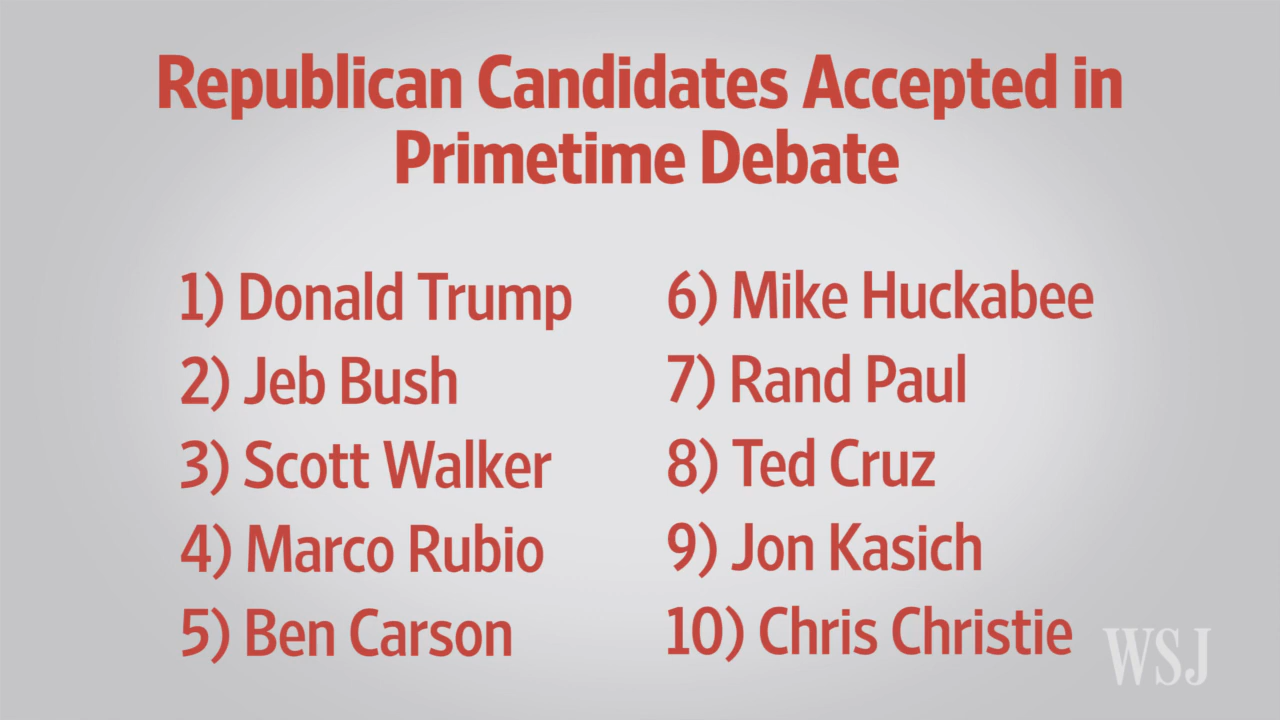 Republican Candidates Accepted in
Primetime Debate
1) Donald Trump
2) Jeb Bush
3) Scott Walker
4) Marco Rubio
5) Ben Carson
6) Mike Huckabee
7) Rand Paul
8) Ted Cruz
9) Jon Kasich
10) Chris Christie
WSJ